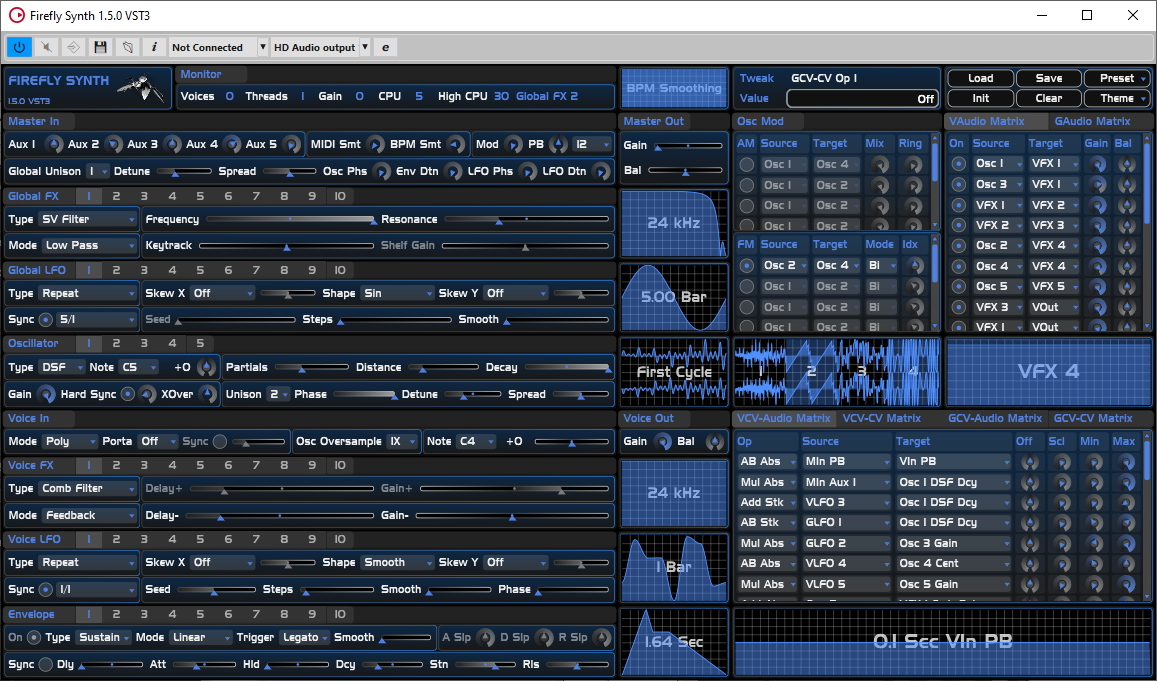 Firefly Synth 1.5.0 VST3
i Not Connected HD Audio output e
FIREFLY SYNTH
1.5.0 VST3
Monitor
Voices 0 Threads 1 Gain 0 CPU 5 High CPU 30 Global FX 2
BPM Smoothing
Tweak GCV-CV Op 1
Value Off
Load Save Preset
Init Clear Theme
Master In
Aux 1 Aux 2 Aux 3 Aux 4 Aux 5 MIDI Smt BPM Smt Mod PB 12
Global Unison 1 Detune Spread Osc Phs Env Dtn LFO Phs LFO Dtn
Master Out
Gain
Bal
Global FX 1 2 3 4 5 6 7 8 9 10
Type SV Filter Frequency Resonance
Mode Low Pass Keytrack Shelf Gain
24 kHz
Global LFO 1 2 3 4 5 6 7 8 9 10
Type Repeat Skew X Off Shape Sin Skew Y Off
Sync 5/1 Seed Steps Smooth
5.00 Bar
Osc Mod
AM Source Target Mix Ring
Osc 1 Osc 4
Osc 1 Osc 2
Osc 1 Osc 2
Osc 1 Osc 2
FM Source Target Mode Idx
Osc 2 Osc 4 Bi
Osc 1 Osc 2 Bi
Osc 1 Osc 2 Bi
Osc 1 Osc 2 Bi
VAudio Matrix GAudio Matrix
On Source Target Gain Bal
Osc 1 VFX 1
Osc 3 VFX 1
VFX 1 VFX 2
VFX 2 VFX 3
Osc 2 VFX 4
Osc 4 VFX 4
Osc 5 VFX 5
VFX 3 VOut
VFX 1 VOut
Oscillator 1 2 3 4 5
Type DSF Note C5 +0 Partials Distance Decay
Gain Hard Sync XOver Unison 2 Phase Detune Spread
First Cycle
1 2 3 4
VFX 4
Voice In
Mode Poly Porta Off Sync Osc Oversample 1X Note C4 +0
Voice Out
Gain Bal
Voice FX 1 2 3 4 5 6 7 8 9 10
Type Comb Filter Delay+ Gain+
Mode Feedback Delay- Gain-
24 kHz
Voice LFO 1 2 3 4 5 6 7 8 9 10
Type Repeat Skew X Off Shape Smooth Skew Y Off
Sync 1/1 Seed Steps Smooth Phase
1 Bar
Envelope 1 2 3 4 5 6 7 8 9 10
On Type Sustain Mode Linear Trigger Legato Smooth A Slp D Slp R Slp
Sync Dly Att Hld Dcy Stn Rls
1.64 Sec
VCV-Audio Matrix VCV-CV Matrix GCV-Audio Matrix GCV-CV Matrix
Op Source Target Off Scl Min Max
AB Abs MIn PB VIn PB
Mul Abs Min Aux 1 Osc 1 DSF Dcy
Add Stk VLFO 3 Osc 1 DSF Dcy
AB Stk GLFO 1 Osc 1 DSF Dcy
Mul Abs GLFO 2 Osc 3 Gain
AB Abs VLFO 4 Osc 4 Cent
Mul Abs VLFO 5 Osc 5 Gain
0.1 Sec VIn PB